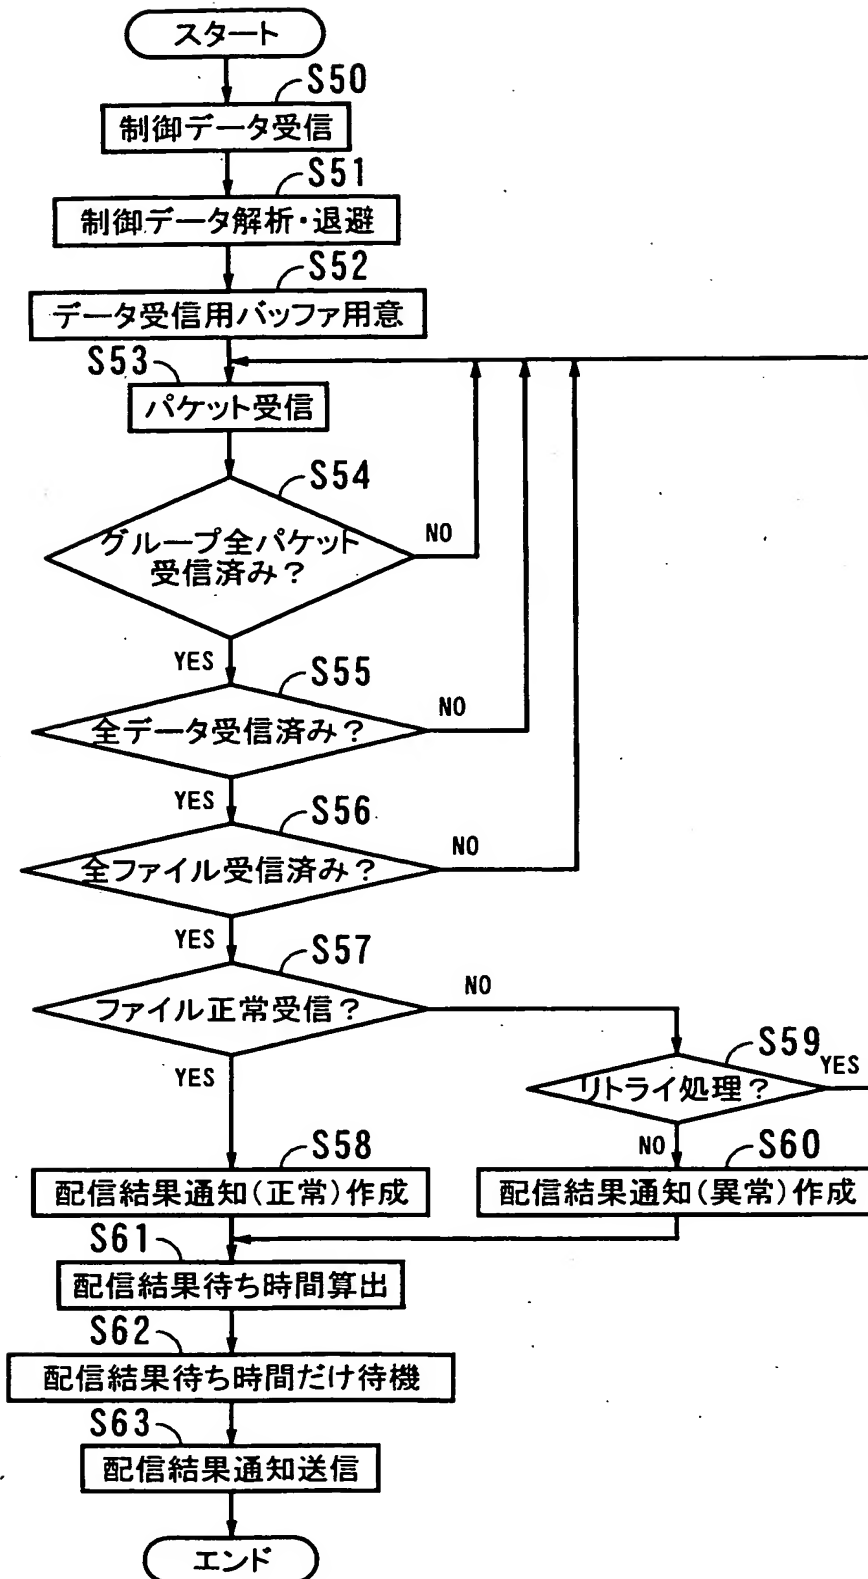 スタート
S50
制御データ受信
S51
制御データ解析・退避
S52
データ受信用バッファ用意
S53
パケット受信
S54
グループ全パケット
受信済み？
NO
YES
S55
全データ受信済み？
NO
YES
S56
全ファイル受信済み？
NO
YES
S57
ファイル正常受信？
NO
YES
S59
リトライ処理？
YES
NO
S58
配信結果通知(正常)作成
S60
配信結果通知(異常)作成
S61
配信結果待ち時間算出
S62
配信結果待ち時間だけ待機
S63
配信結果通知送信
エンド